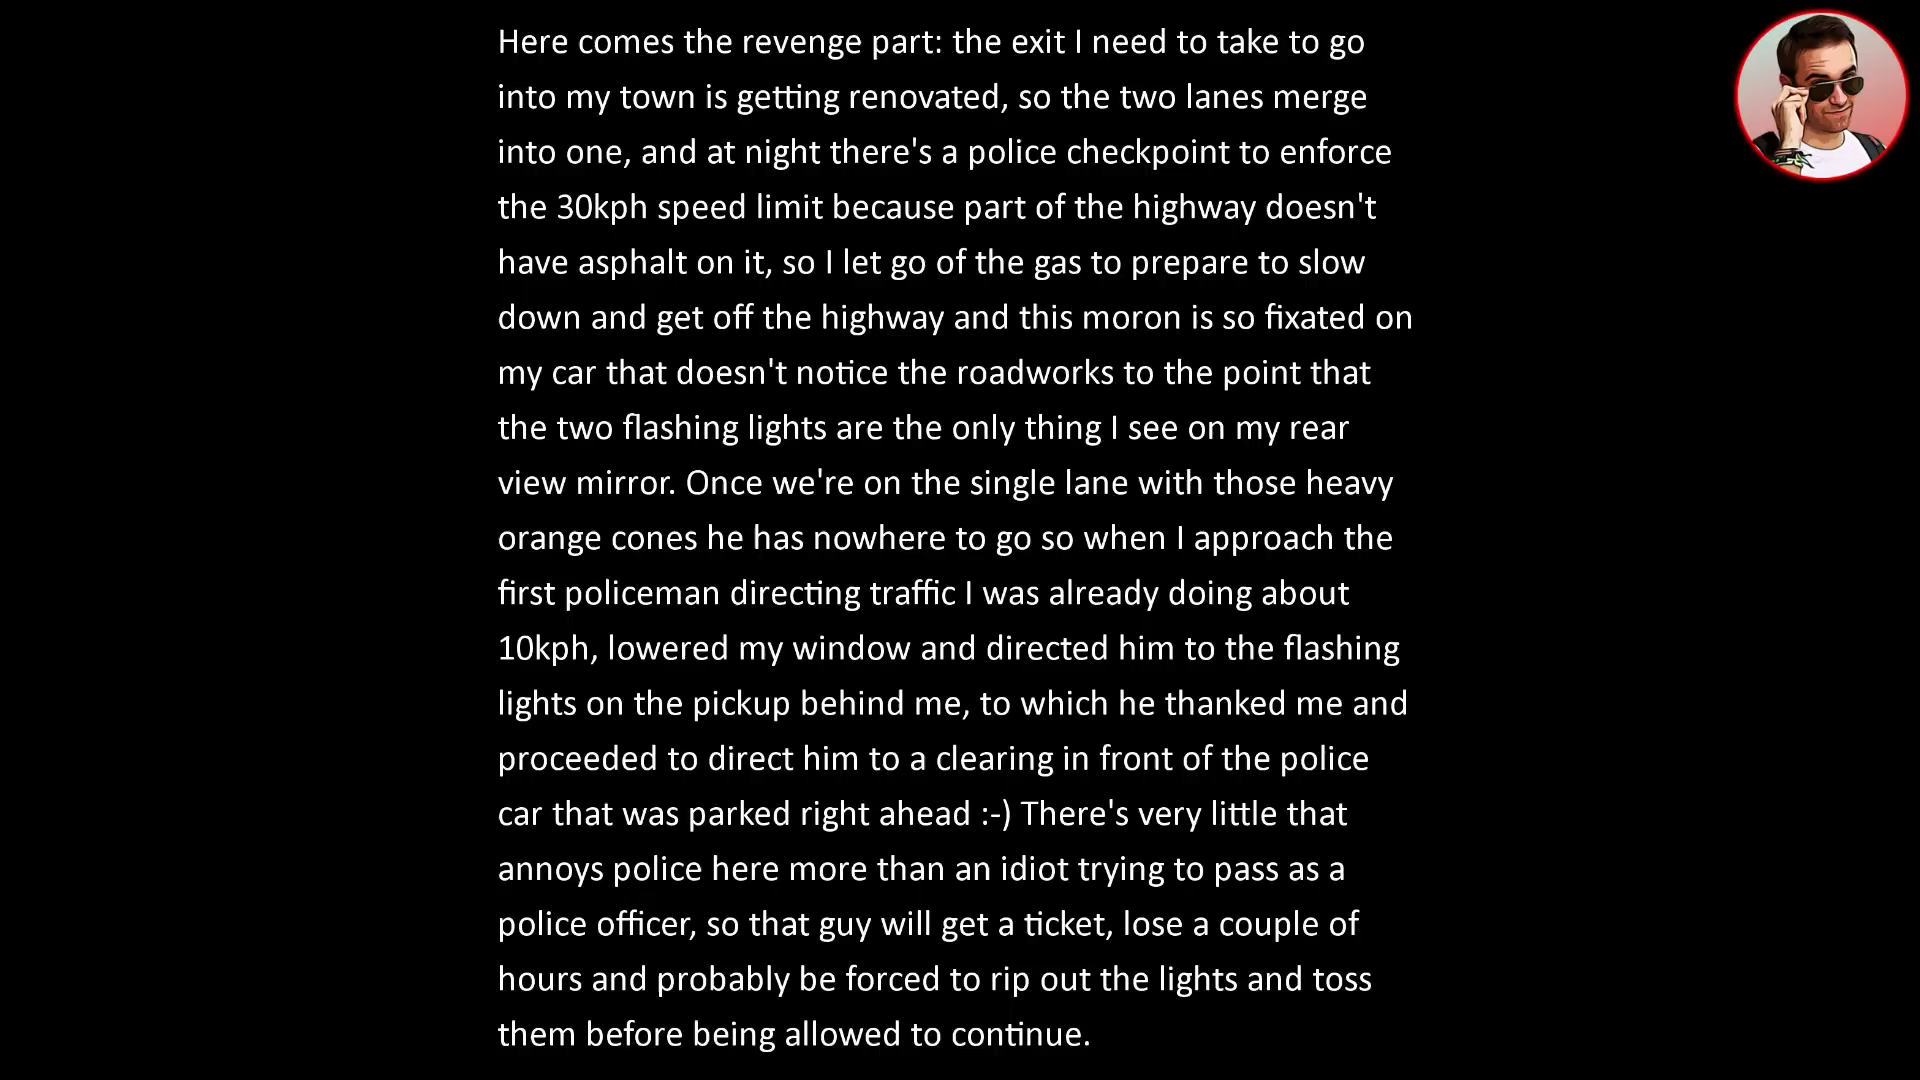 Here comes the revenge part: the exit I need to take to go
into my town is getting renovated, so the two lanes merge
into one, and at night there's a police checkpoint to enforce
the 30kph speed limit because part of the highway doesn't
have asphalt on it, so I let go of the gas to prepare to slow
down and get off the highway and this moron is so fixated on
my car that doesn't notice the roadworks to the point that
the two flashing lights are the only thing I see on my rear
view mirror. Once we're on the single lane with those heavy
orange cones he has nowhere to go so when I approach the
first policeman directing traffic I was already doing about
10kph, lowered my window and directed him to the flashing
lights on the pickup behind me, to which he thanked me and
proceeded to direct him to a clearing in front of the police
car that was parked right ahead :-) There's very little that
annoys police here more than an idiot trying to pass as a
police officer, so that guy will get a ticket, lose a couple of
hours and probably be forced to rip out the lights and toss
them before being allowed to continue.